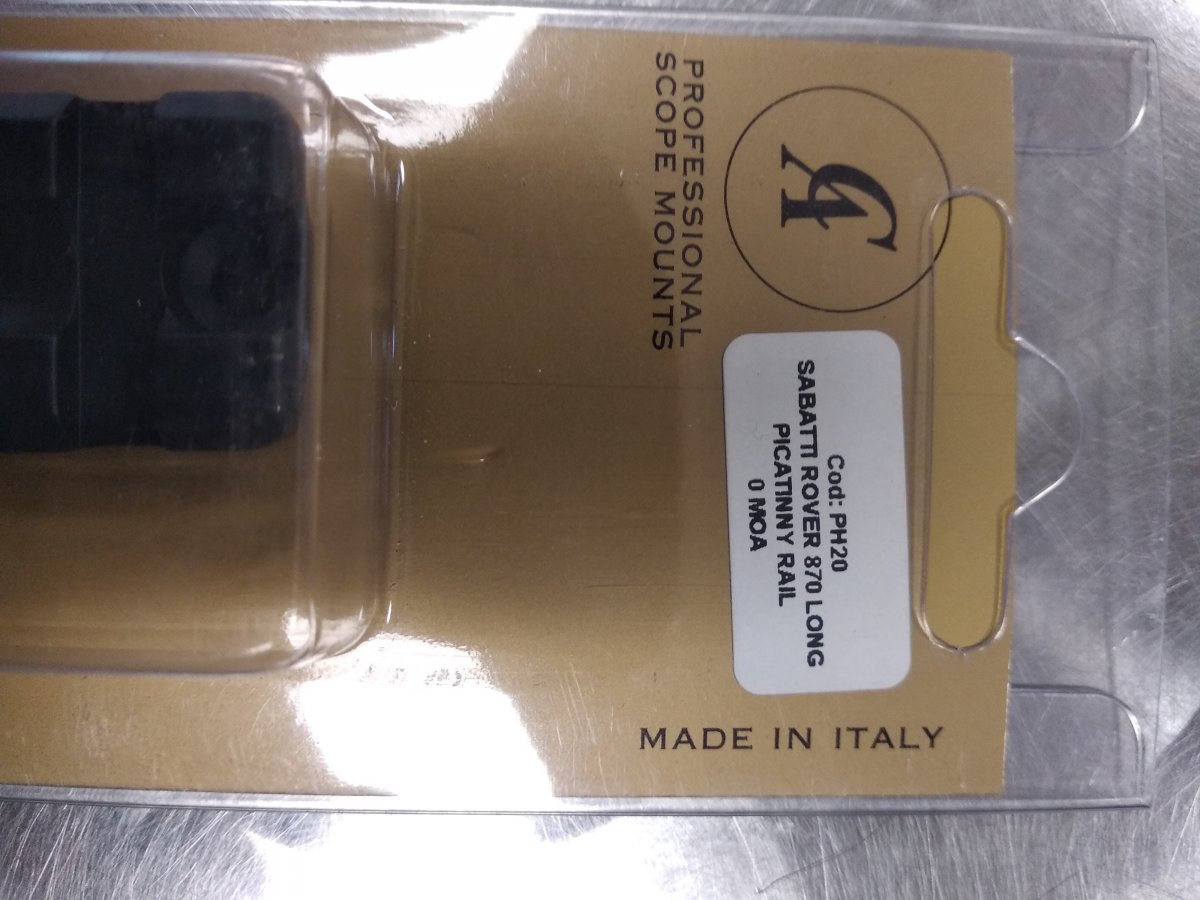 PROFESSIONAL
SCOPE MOUNTS
Cod: PH20
SABATTI ROVER 870 LONG
PICATINNY RAIL
0 MOA
MADE IN ITALY